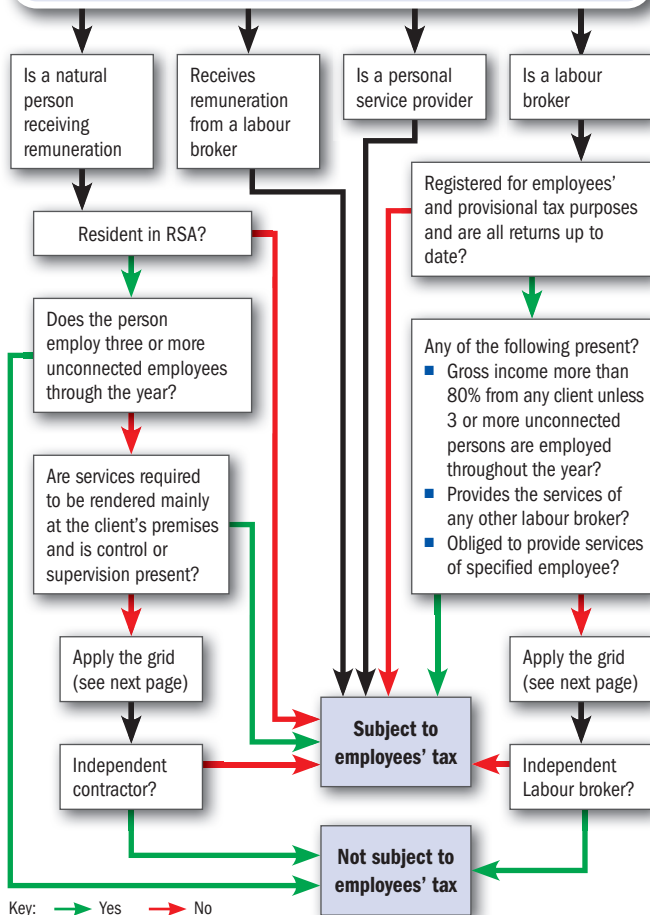 Is a natural
person
receiving
remuneration
Receives
remuneration
from a labour
broker
Is a personal
service provider
Is a labour
broker
Resident in RSA?
Registered for employees'
and provisional tax purposes
and are all returns up to
date?
Does the person
employ three or more
unconnected employees
through the year?
Any of the following present?
■ Gross income more than
80% from any client unless
3 or more unconnected
persons are employed
throughout the year?
■ Provides the services of
any other labour broker?
■ Obliged to provide services
of specified employee?
Are services required
to be rendered mainly
at the client's premises
and is control or
supervision present?
Apply the grid
(see next page)
Apply the grid
(see next page)
Independent
contractor?
Subject to
employees' tax
Independent
Labour broker?
Not subject to
employees' tax
Key: Yes No